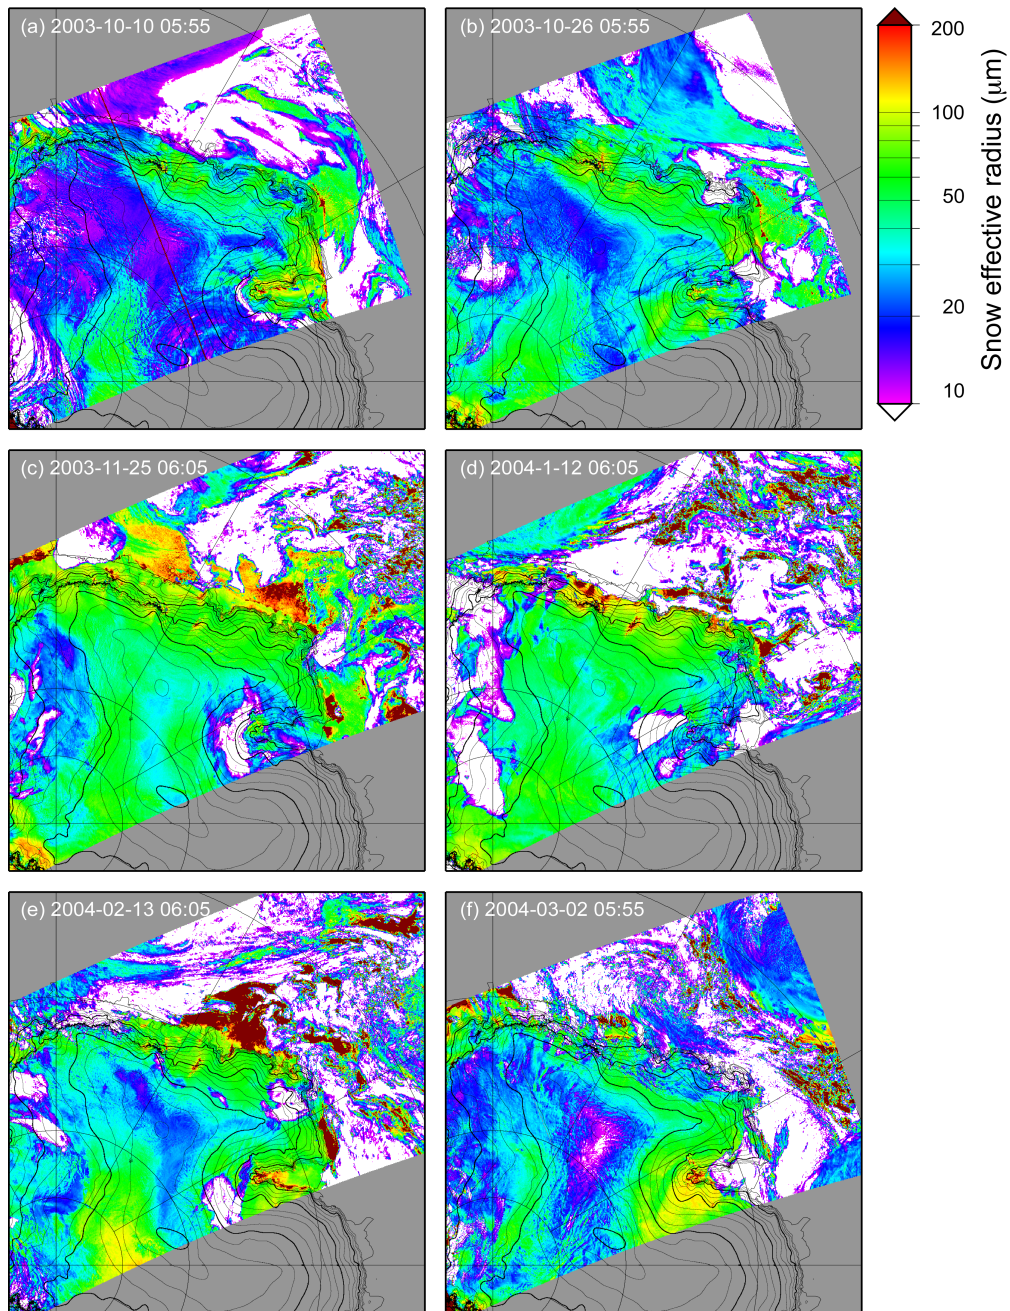 (a) 2003-10-10 05:55
(b) 2003-10-26 05:55
200
100
50
20
10
Snow effective radius (μm)
(c) 2003-11-25 06:05
(d) 2004-1-12 06:05
(e) 2004-02-13 06:05
(f) 2004-03-02 05:55